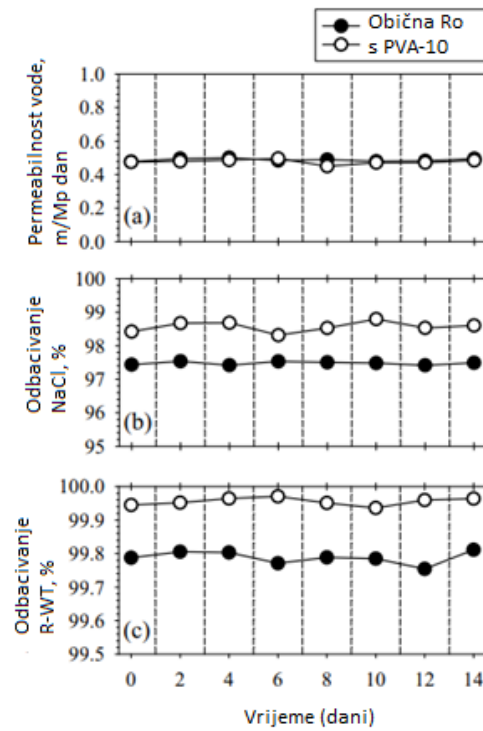 Obična Ro
s PVA-10
Permeabilnost vode,
m/Mp dan
1.0
0.8
0.6
0.4
0.2
0.0
(a)
Odbacivanje
NaCl, %
100
99
98
97
96
95
(b)
Odbacivanje
R-WT, %
100.0
99.9
99.8
99.7
99.6
99.5
(c)
0 2 4 6 8 10 12 14
Vrijeme (dani)